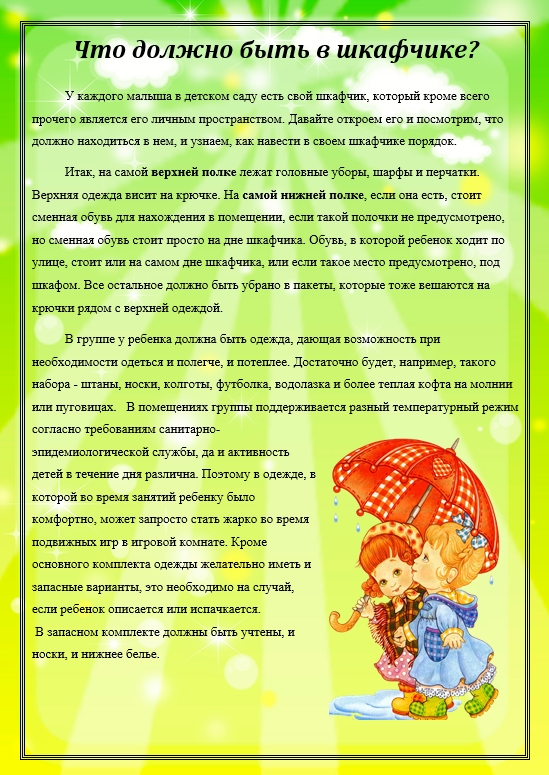 Что должно быть в шкафчике?
У каждого малыша в детском саду есть свой шкафчик, который кроме всего
прочего является его личным пространством. Давайте откроем его и посмотрим, что
должно находиться в нем, и узнаем, как навести в своем шкафчике порядок.
Итак, на самой верхней полке лежат головные уборы, шарфы и перчатки.
Верхняя одежда висит на крючке. На самой нижней полке, если она есть, стоит
сменная обувь для нахождения в помещении, если такой полочки не предусмотрено,
но сменная обувь стоит просто на дне шкафчика. Обувь, в которой ребенок ходит по
улице, стоит или на самом дне шкафчика, или если такое место предусмотрено, под
шкафом. Все остальное должно быть убрано в пакеты, которые тоже вешаются на
крючки рядом с верхней одеждой.
В группе у ребенка должна быть одежда, дающая возможность при
необходимости одеться и полегче, и потеплее. Достаточно будет, например, такого
набора - штаны, носки, колготы, футболка, водолазка и более теплая кофта на молнии
или пуговицах. В помещениях группы поддерживается разный температурный режим
согласно требованиям санитарно-
эпидемиологической службы, да и активность
детей в течение дня различна. Поэтому в одежде, в
которой во время занятий ребенку было
комфортно, может запросто стать жарко во время
подвижных игр в игровой комнате. Кроме
основного комплекта одежды желательно иметь и
запасные варианты, это необходимо на случай,
если ребенок описается или испачкается.
В запасном комплекте должны быть учтены, и
носки, и нижнее белье.